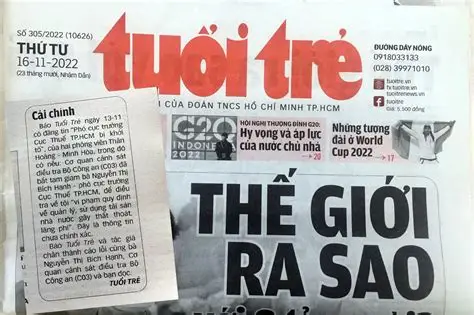 Số 305/2022 (10626)
THỨ TƯ
16-11-2022
(23 tháng mười, Nhâm Dần)
tuổi trẻ
I CỦA ĐOÀN TNCS HỒ CHÍ MINH TP.HCM
ĐƯỜNG DÂY NÓNG
0918033133
(028) 39971010
tuoitre.vn
tv.tuoitre.vn
tuoitrenews.vn
Giá: 5.500 đồng
Cải chính
Báo Tuổi Trẻ ngày 13-11
có đăng tin "Phó cục trưởng
Cục Thuế TP.HCM bị khởi
tố", của hai phóng viên Thân
Hoàng - Minh Hòa, trong đó
có nêu: Cơ quan cảnh sát
điều tra Bộ Công an (C03) đã
bắt tạm giam bà Nguyễn Thị
Bích Hạnh - phó cục trưởng
Cục Thuế TP.HCM, để điều
tra về tội "vi phạm quy định
về quản lý, sử dụng tài sản
nhà nước gây thất thoát,
lãng phí". Đây là thông tin
chưa chính xác.
Báo Tuổi Trẻ và tác giả
chân thành cáo lỗi cùng bà
Nguyễn Thị Bích Hạnh, Cơ
quan cảnh sát điều tra Bộ
Công an (C03) và bạn đọc.
TUỔI TRẺ
G20
INDONESIA
2022
HỘI NGHỊ THƯỢNG ĐỈNH G20:
Hy vọng và áp lực
của nước chủ nhà
20
Những tượng
đài ở World
Cup 2022
17
THẾ GIỚI
RA SAO